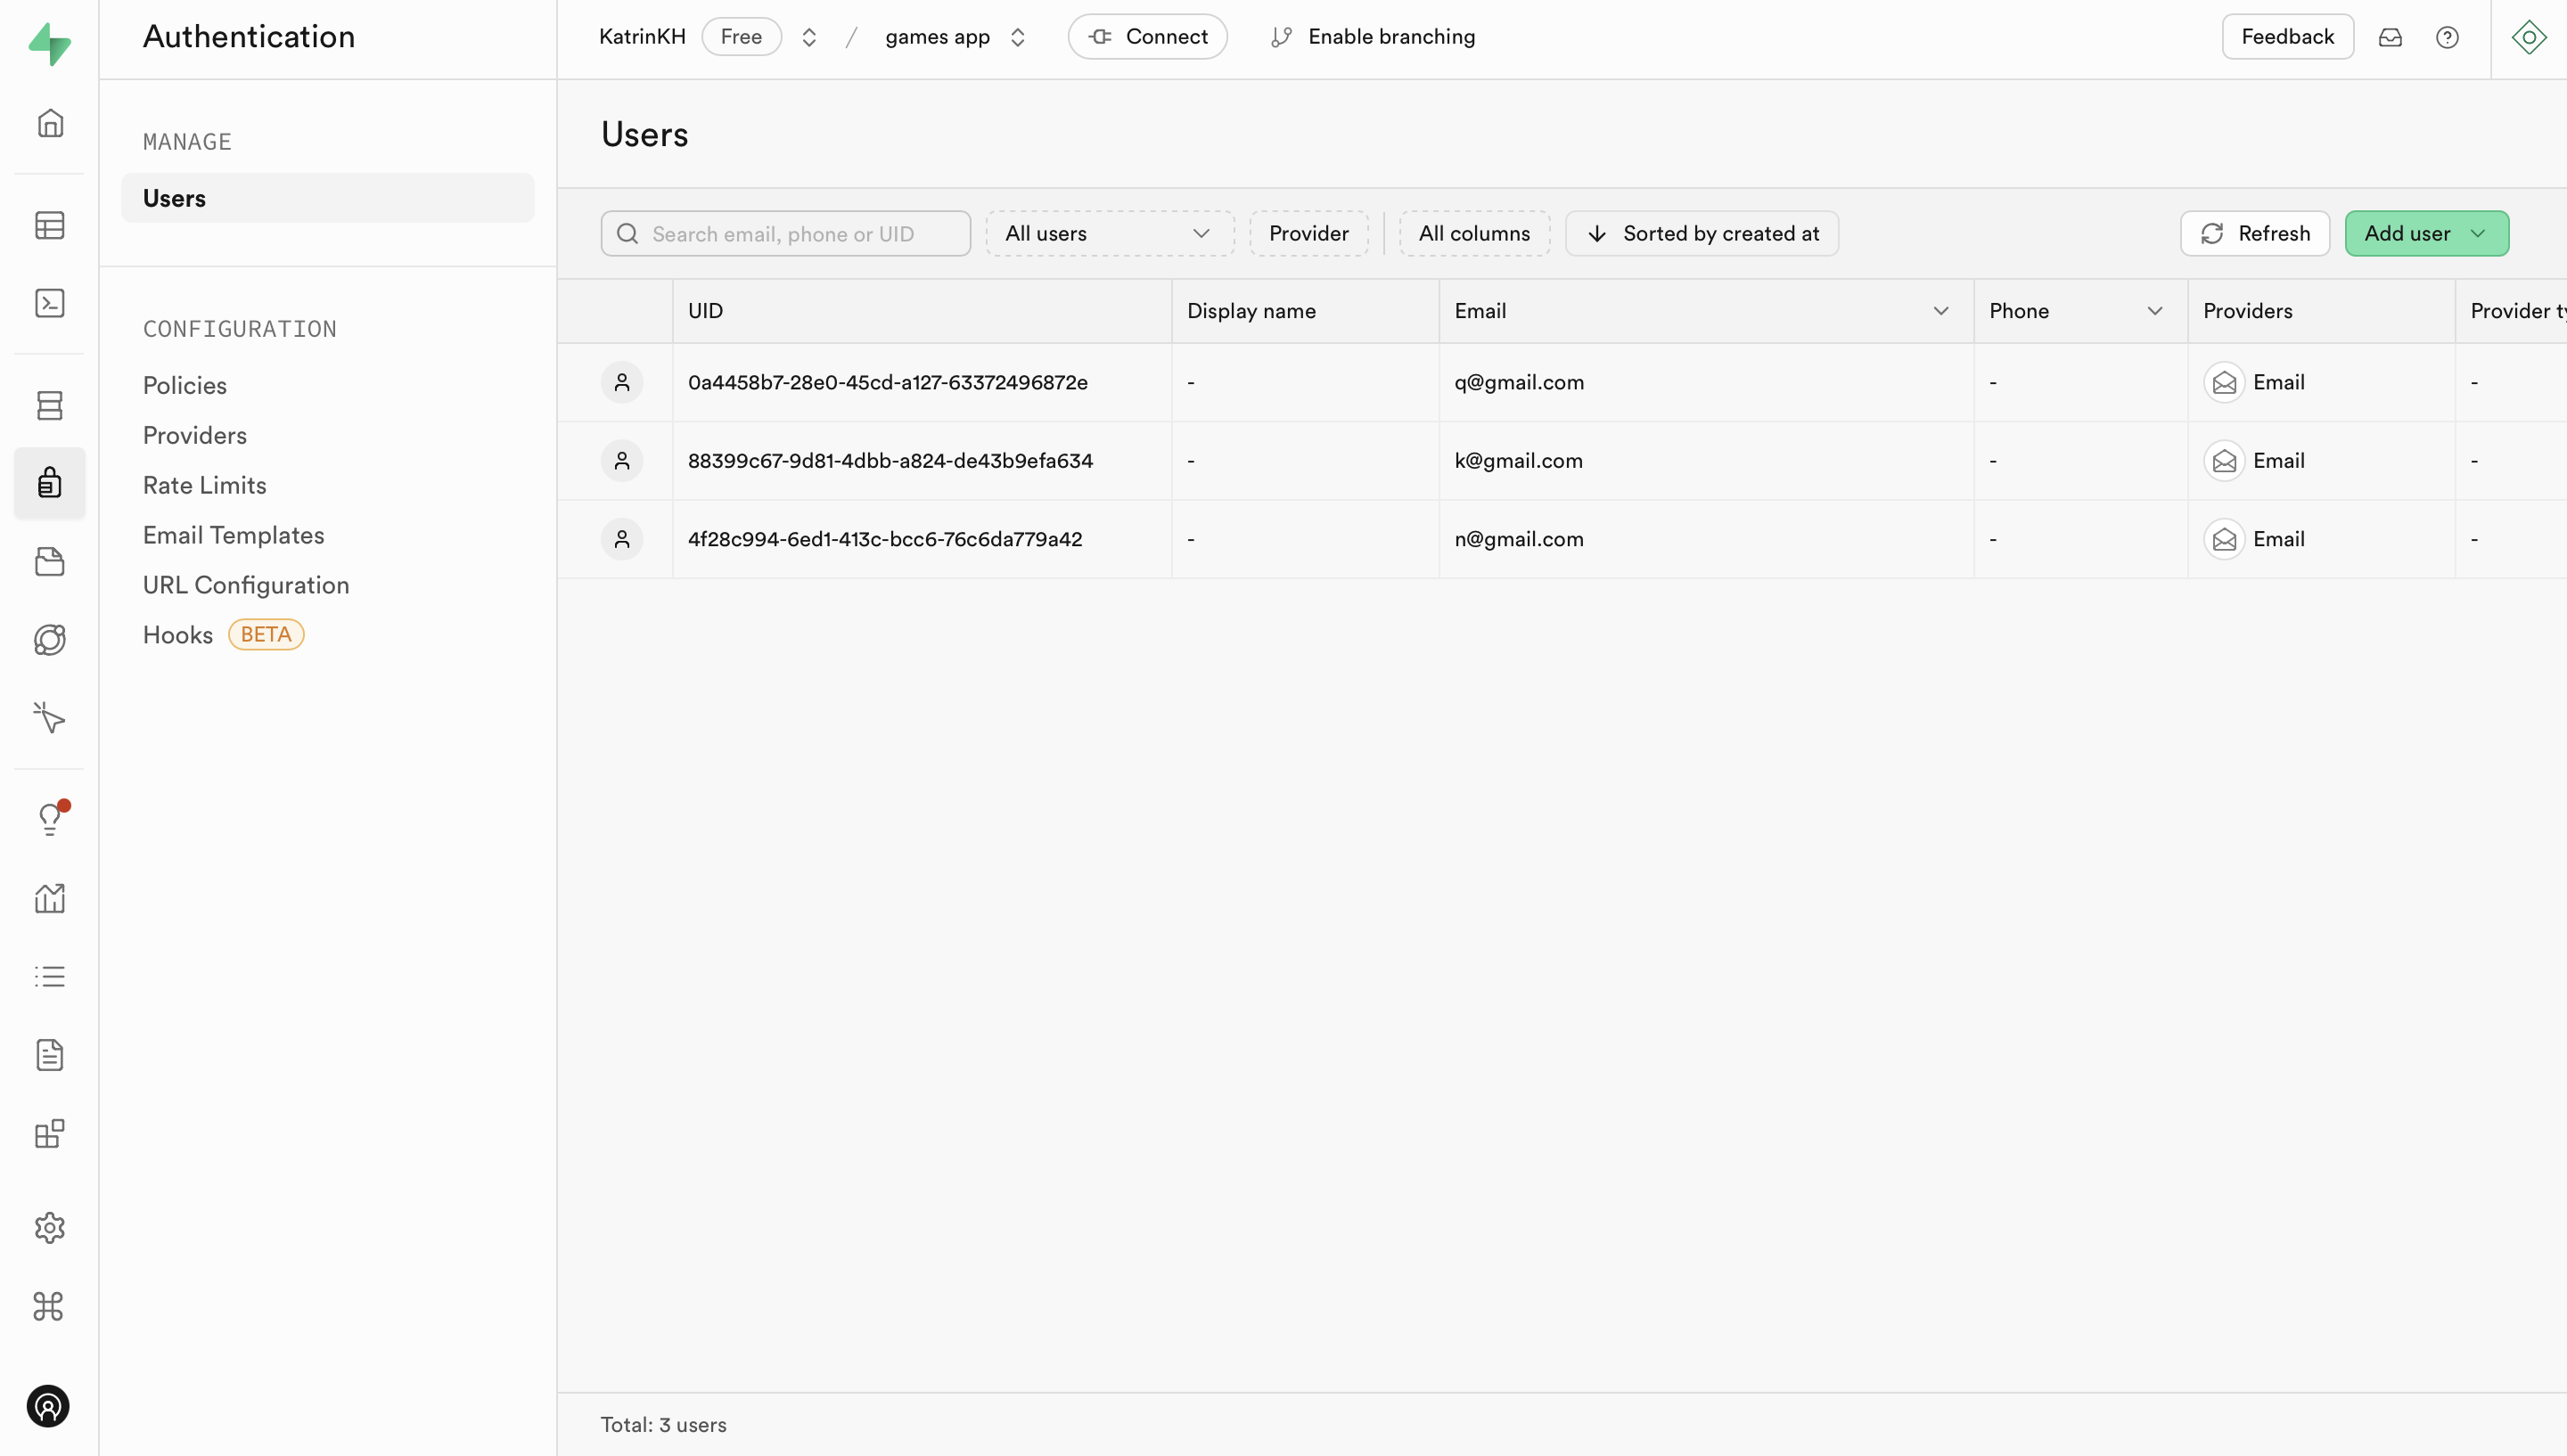 Authentication
KatrinKH Free / games app Connect Enable branching Feedback
MANAGE
Users
CONFIGURATION
Policies
Providers
Rate Limits
Email Templates
URL Configuration
Hooks BETA
Users
Search email, phone or UID All users Provider All columns Sorted by created at Refresh Add user
UID Display name Email Phone Providers Provider ty
0a4458b7-28e0-45cd-a127-63372496872e - q@gmail.com - Email -
88399c67-9d81-4dbb-a824-de43b9efa634 - k@gmail.com - Email -
4f28c994-6ed1-413c-bcc6-76c6da779a42 - n@gmail.com - Email -
Total: 3 users